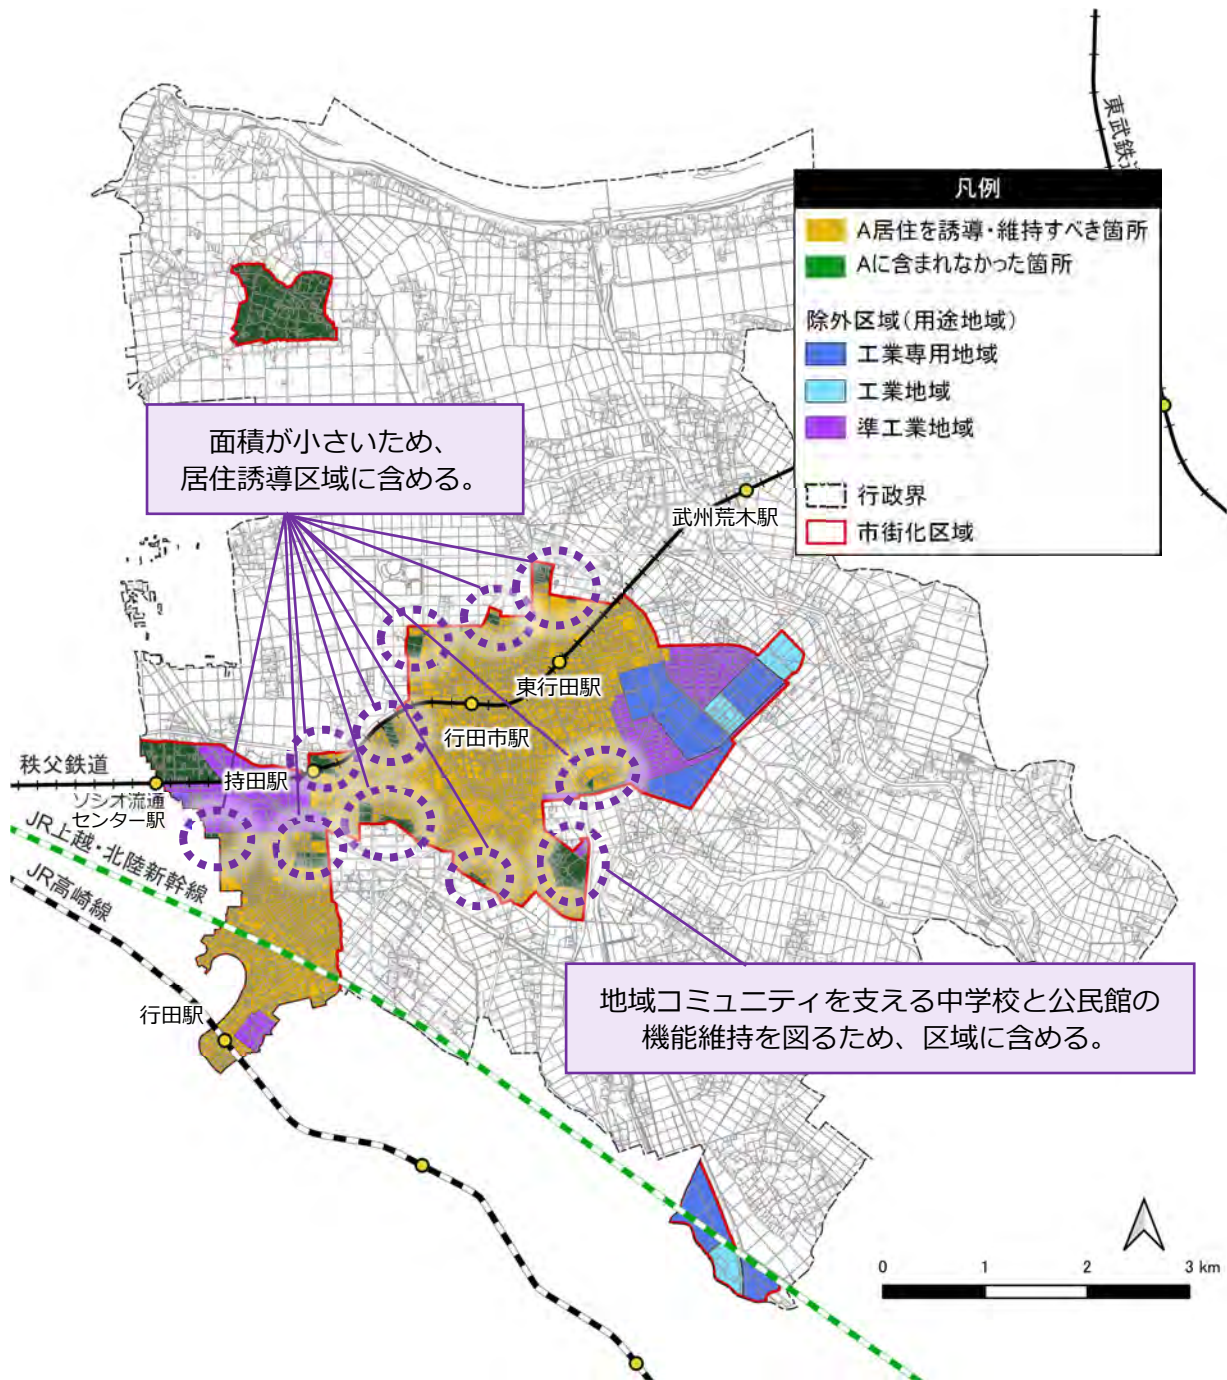 東武鉄道
凡例
A居住を誘導・維持すべき箇所
Aに含まれなかった箇所
除外区域(用途地域)
工業専用地域
工業地域
準工業地域
行政界
市街化区域
面積が小さいため、
居住誘導区域に含める。
武州荒木駅
東行田駅
行田市駅
秩父鉄道
持田駅
ソシオ流通
センター駅
JR上越・北陸新幹線
JR高崎線
行田駅
地域コミュニティを支える中学校と公民館の
機能維持を図るため、区域に含める。
0 1 2 3 km